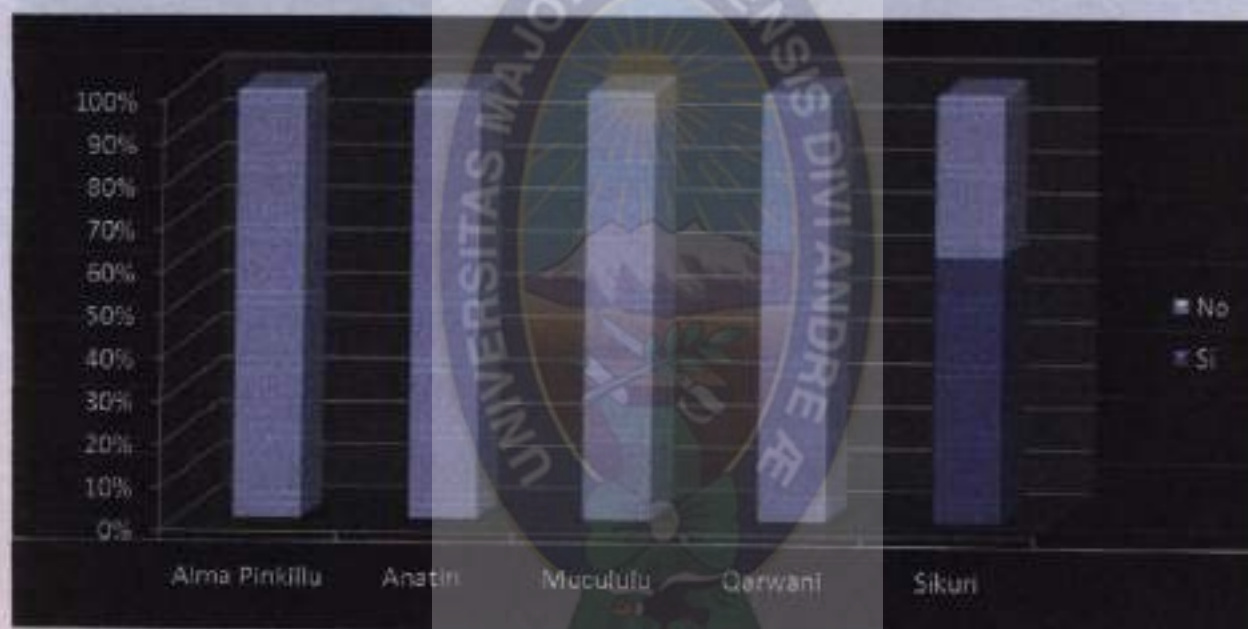 100%
90%
80%
70%
60%
50%
40%
30%
20%
10%
0%
Alma Pinkillu
Anatin
Mucululu
Qarwani
Sikuri
No
Si
UNIVERSITAS MAJO
ENSIS DIVI ANDRE Æ